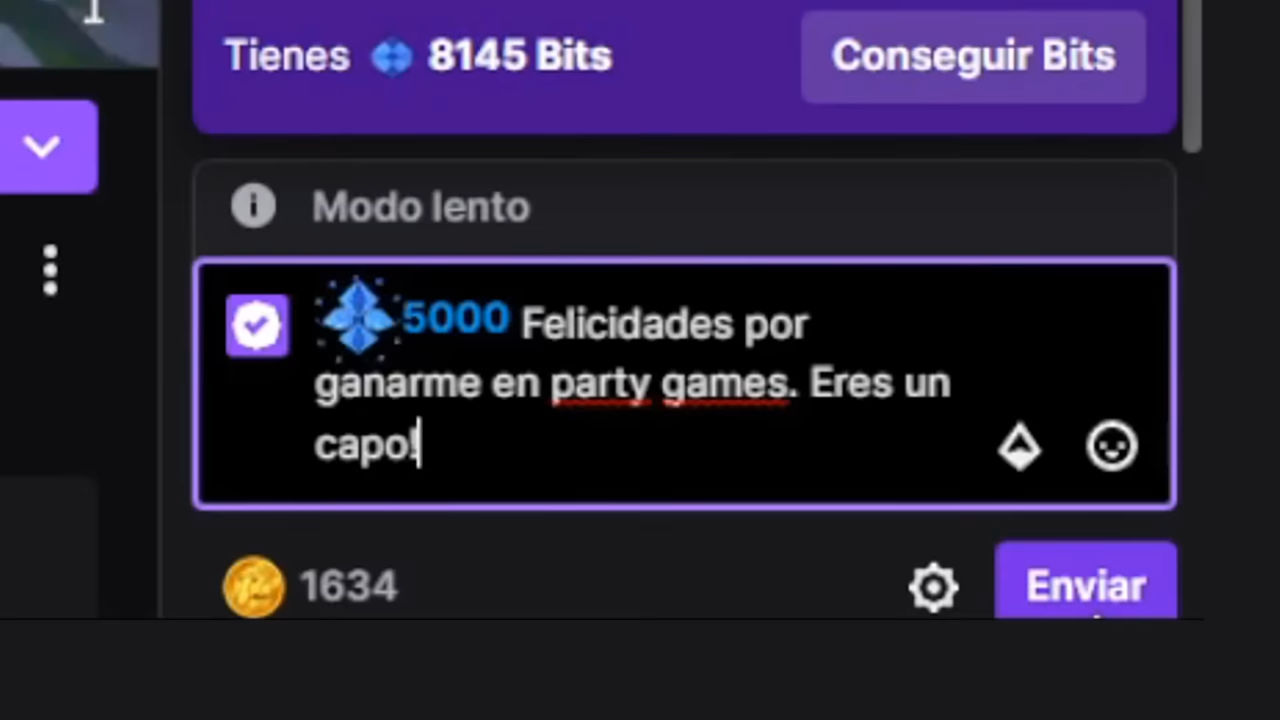 Tienes 8145 Bits Conseguir Bits
Modo lento
5000 Felicidades por
ganarme en party games. Eres un
capo!
1634 Enviar